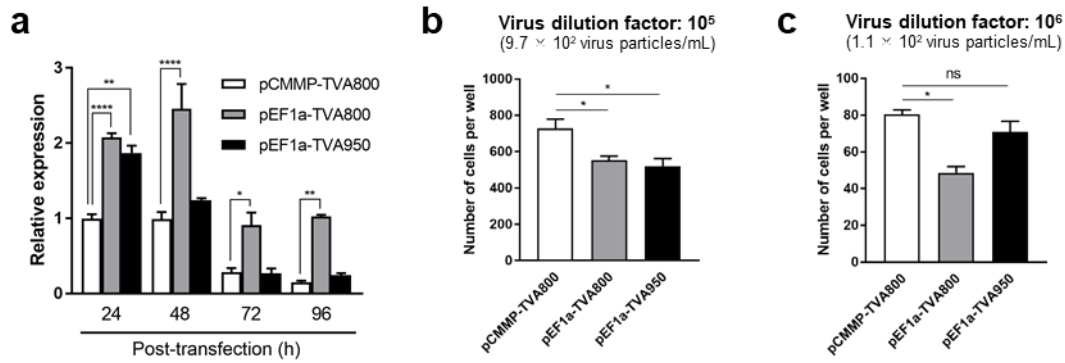 a
Relative expression
3
2
1
0
**
****
****
*
**
pCMMP-TVA800
pEF1a-TVA800
pEF1a-TVA950
24 48 72 96
Post-transfection (h)
b
Virus dilution factor: 10⁵
(9.7 × 10² virus particles/mL)
Number of cells per well
1000
800
600
400
200
0
*
*
pCMMP-TVA800
pEF1a-TVA800
pEF1a-TVA950
c
Virus dilution factor: 10⁶
(1.1 × 10² virus particles/mL)
Number of cells per well
100
80
60
40
20
0
ns
*
pCMMP-TVA800
pEF1a-TVA800
pEF1a-TVA950